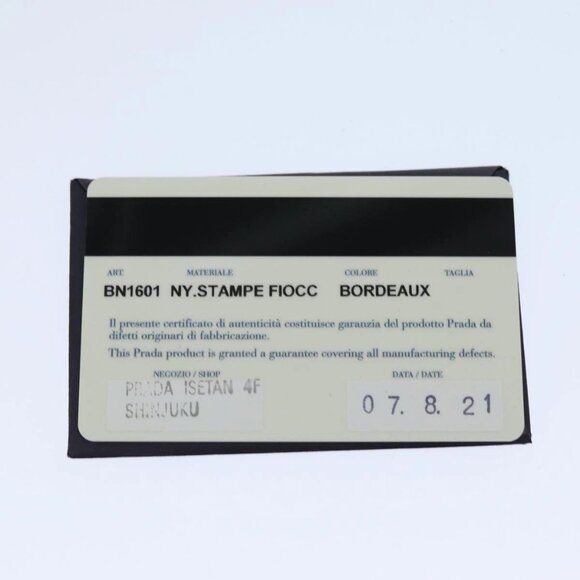 ART. MATERIALE COLORE TAGLIA
BN1601 NY.STAMPE FIOCC BORDEAUX
Il presente certificato di autenticità costituisce garanzia del prodotto Prada da
difetti originari di fabbricazione.
This Prada product is granted a guarantee covering all manufacturing defects.
NEGOZIO / SHOP DATA / DATE
PRADA ISETAN 4F
SHINJUKU
07. 8. 21